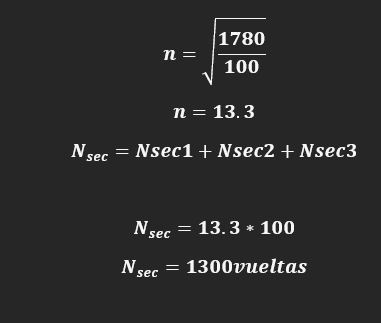 n = √(1780/100)
n = 13.3
N_sec = Nsec1 + Nsec2 + Nsec3
N_sec = 13.3 * 100
N_sec = 1300vueltas